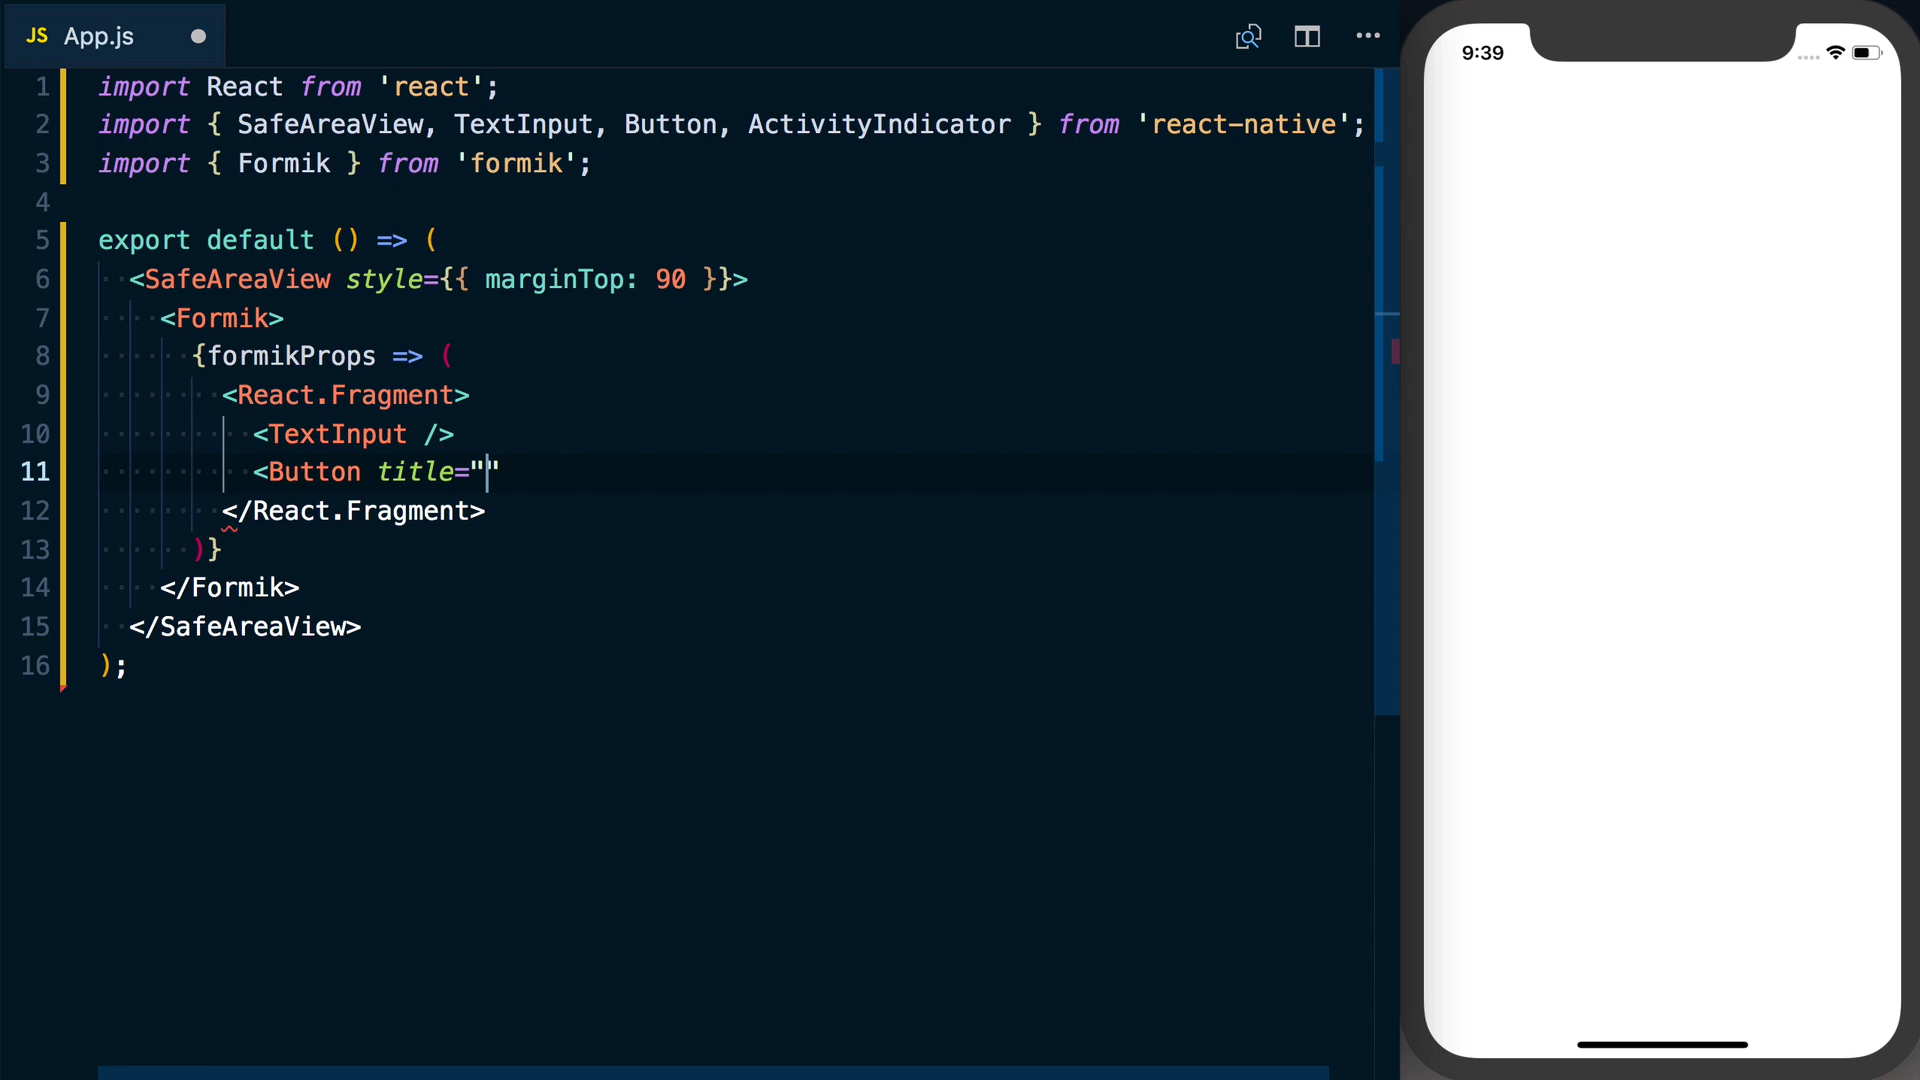 JS App.js
1 import React from 'react';
2 import { SafeAreaView, TextInput, Button, ActivityIndicator } from 'react-native';
3 import { Formik } from 'formik';
4
5 export default () => (
6 <SafeAreaView style={{ marginTop: 90 }}>
7 <Formik>
8 {formikProps => (
9 <React.Fragment>
10 <TextInput />
11 <Button title=""
12 </React.Fragment>
13 )}
14 </Formik>
15 </SafeAreaView>
16 );
9:39